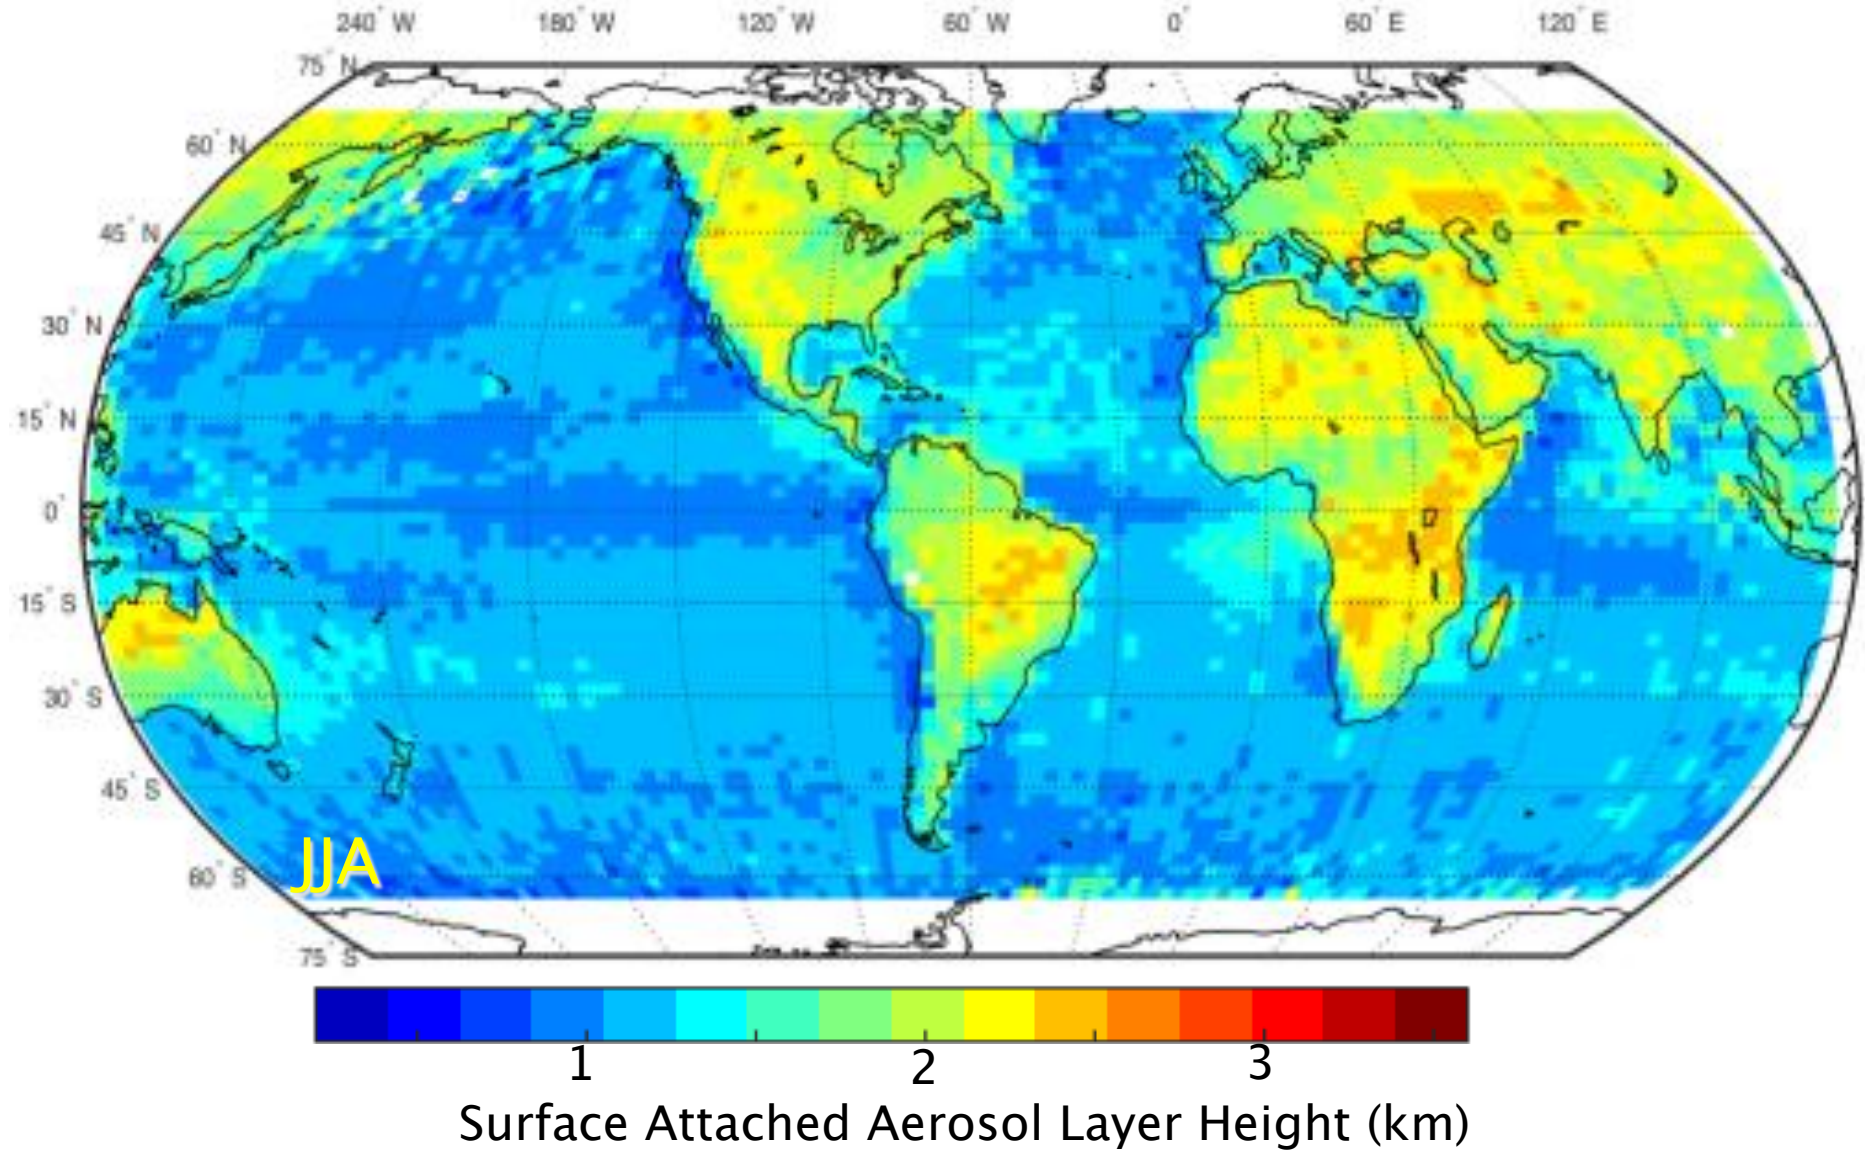 240° W 180° W 120° W 60° W 0° 60° E 120° E
75° N
60° N
45° N
30° N
15° N
0°
15° S
30° S
45° S
60° S
75° S
JJA
1 2 3
Surface Attached Aerosol Layer Height (km)